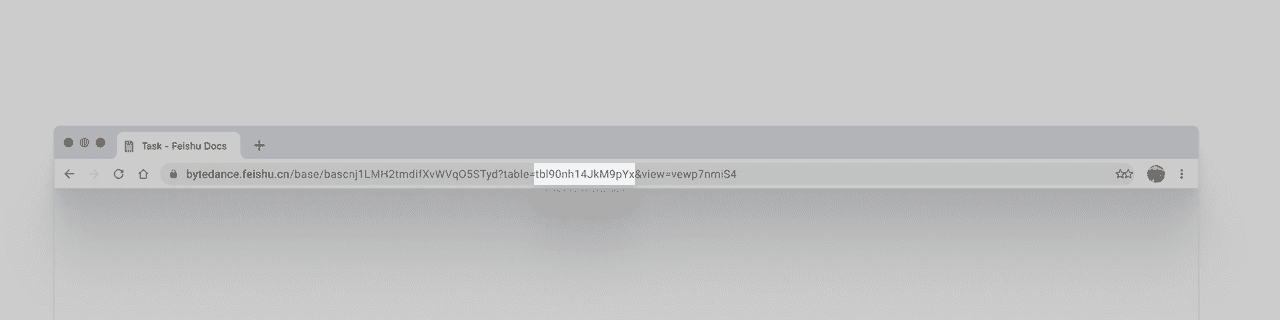 Task - Feishu Docs
bytedance.feishu.cn/base/bascnj1LMH2tmdifXvWVqO5STyd?table=tbl90nh14JkM9pYx&view=vewp7nmiS4